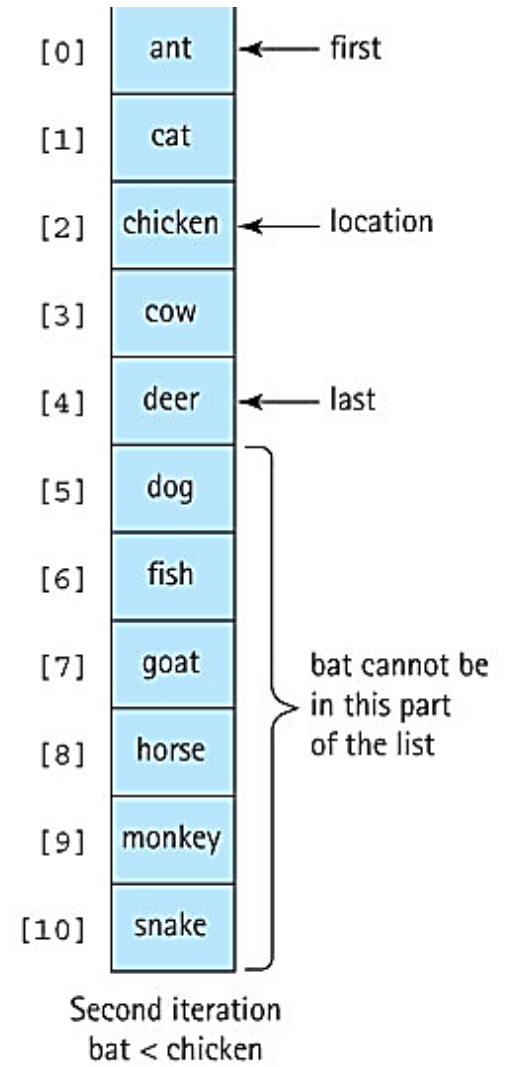 [0] ant first
[1] cat
[2] chicken location
[3] cow
[4] deer last
[5] dog
[6] fish
[7] goat
bat cannot be
in this part
of the list
[8] horse
[9] monkey
[10] snake
Second iteration
bat < chicken